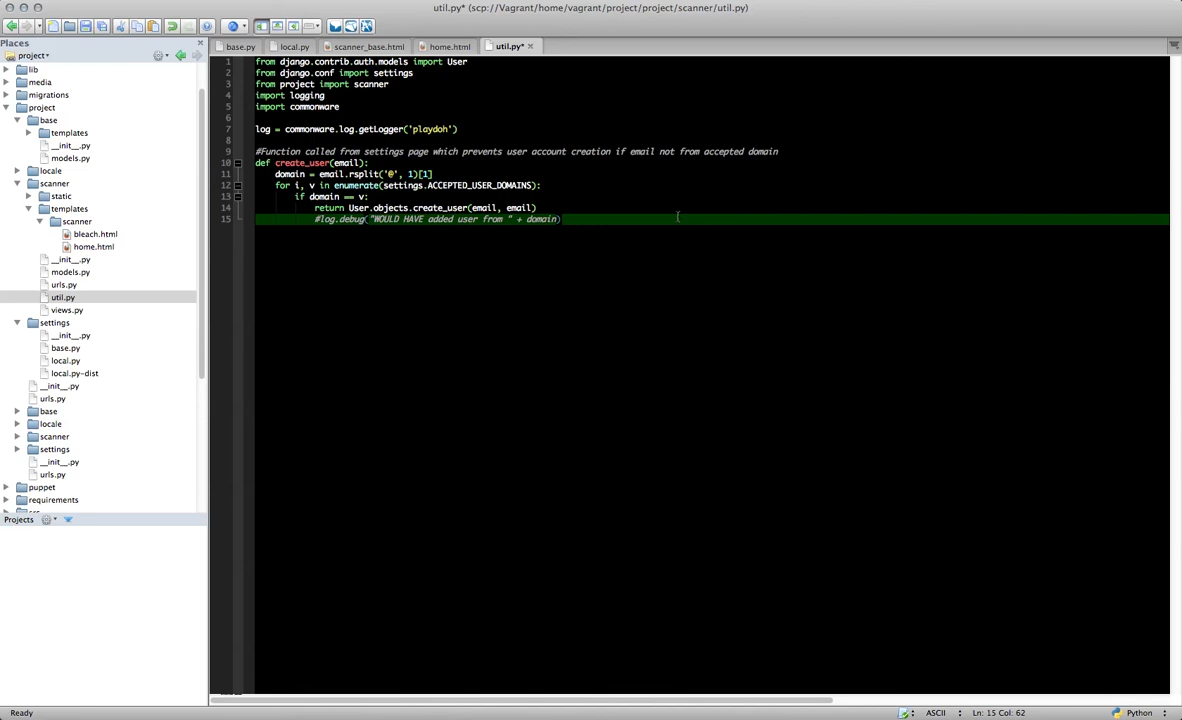 util.py* (scp://Vagrant/home/vagrant/project/project/scanner/util.py)
Places
project
base.py
local.py
scanner_base.html
home.html
util.py*
lib
media
migrations
project
base
templates
__init__.py
models.py
locale
scanner
static
templates
scanner
bleach.html
home.html
__init__.py
models.py
urls.py
util.py
views.py
settings
__init__.py
base.py
local.py
local.py-dist
__init__.py
urls.py
base
locale
scanner
settings
__init__.py
urls.py
puppet
requirements
Projects
1 from django.contrib.auth.models import User
2 from django.conf import settings
3 from project import scanner
4 import logging
5 import commonware
6
7 log = commonware.log.getLogger('playdoh')
8
9 #Function called from settings page which prevents user account creation if email not from accepted domain
10 def create_user(email):
11 domain = email.rsplit('@', 1)[1]
12 for i, v in enumerate(settings.ACCEPTED_USER_DOMAINS):
13 if domain == v:
14 return User.objects.create_user(email, email)
15 #log.debug("WOULD HAVE added user from " + domain)
Ready
ASCII
Ln: 15 Col: 62
Python